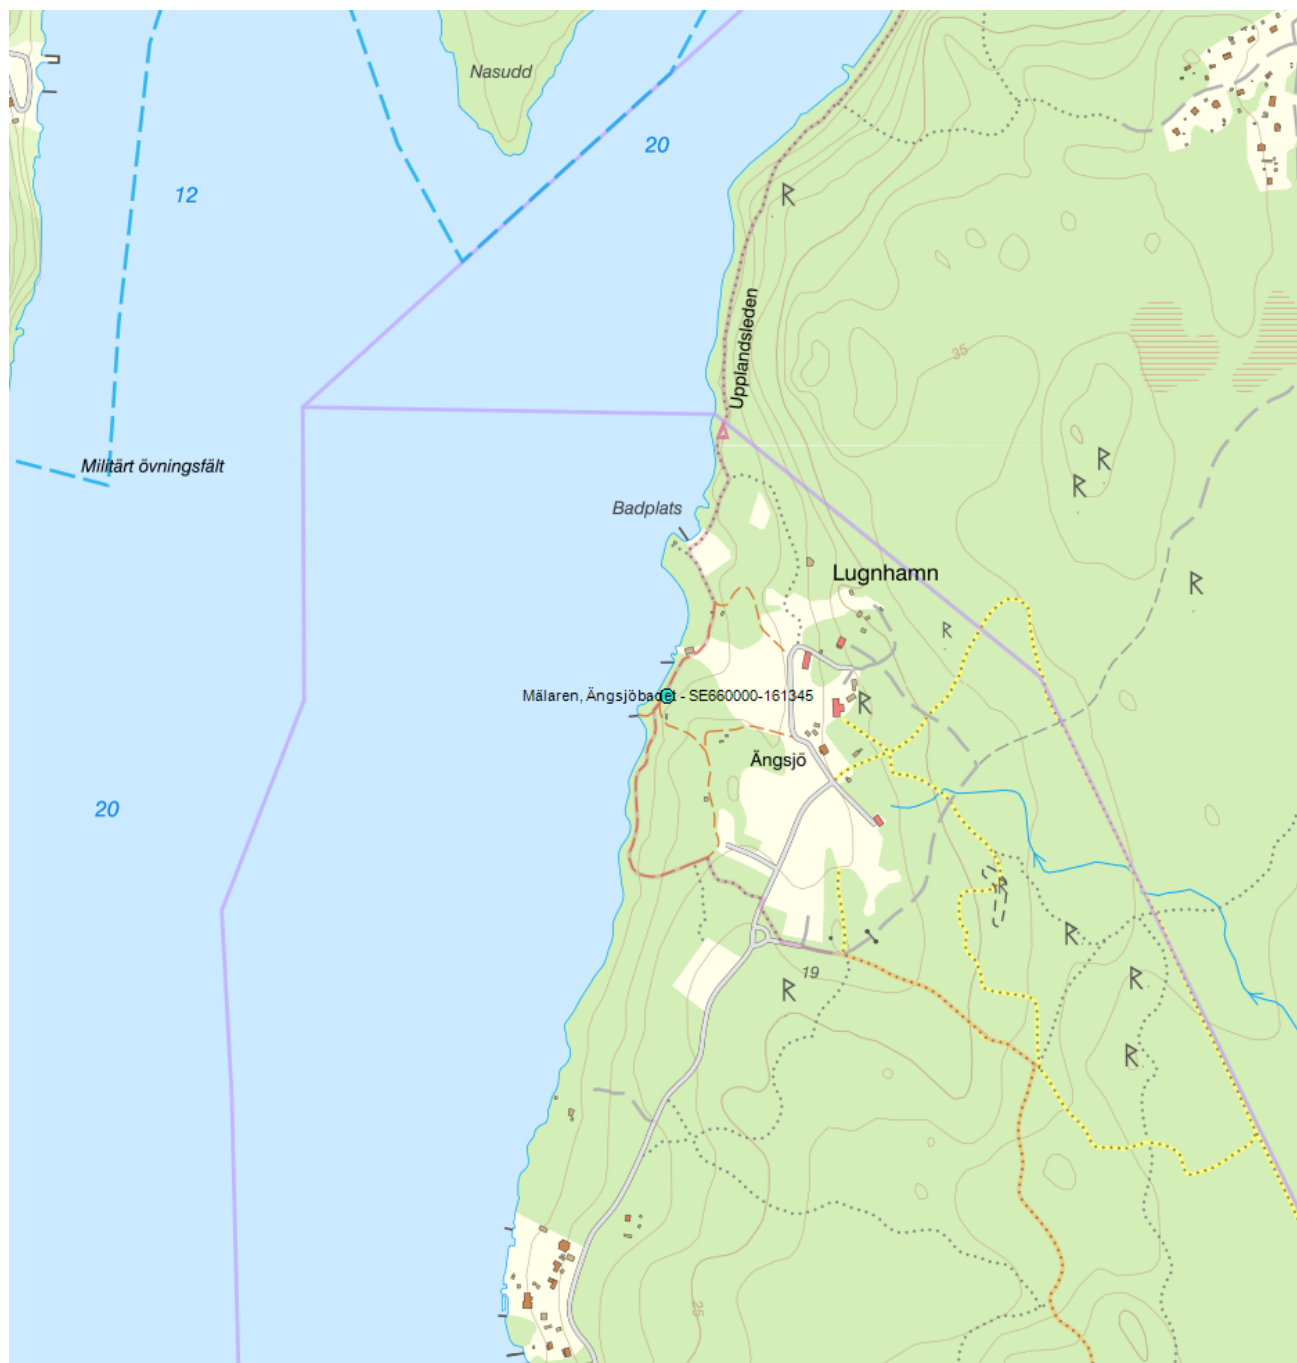 Nasudd
20
12
Upplandsleden
35
Militärt övningsfält
Badplats
Lugnhamn
Mälaren, Ängsjöbadet - SE660000-161345
Ängsjö
20
19
25